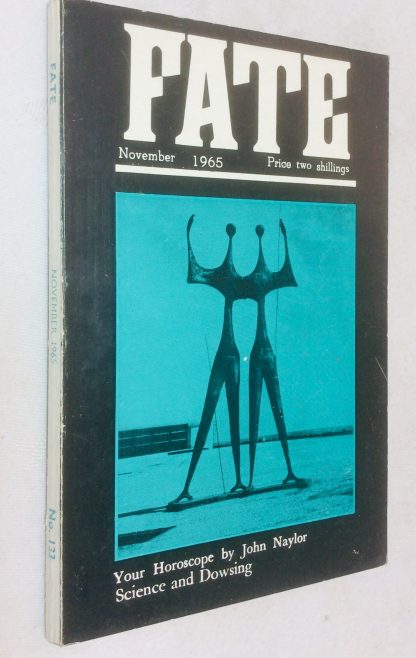 FATE
November 1965 Price two shillings
Your Horoscope by John Naylor
Science and Dowsing
FATE
NOVEMBER 1965
No. 133